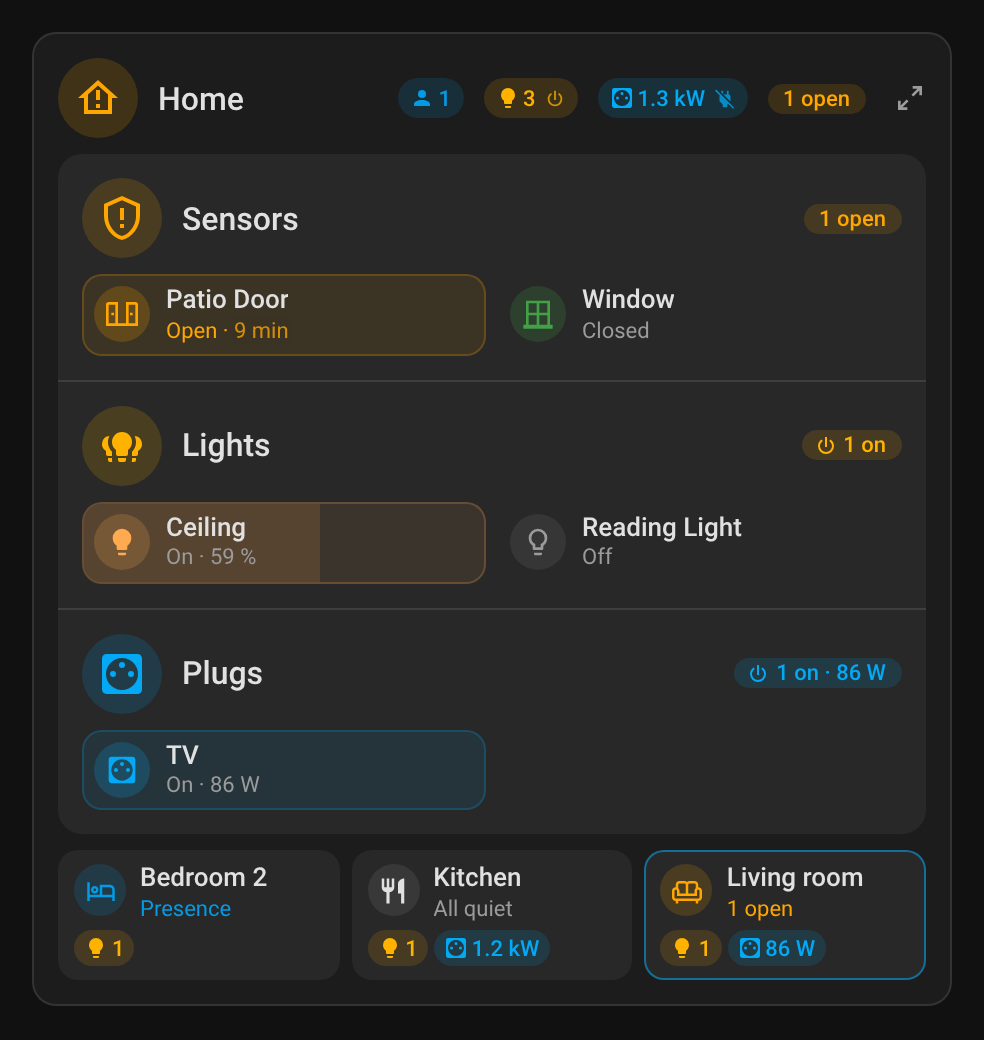 Home 1 3 1.3 kW 1 open
Sensors 1 open
Patio Door
Open · 9 min
Window
Closed
Lights 1 on
Ceiling
On · 59 %
Reading Light
Off
Plugs 1 on · 86 W
TV
On · 86 W
Bedroom 2
Presence
1
Kitchen
All quiet
1 1.2 kW
Living room
1 open
1 86 W